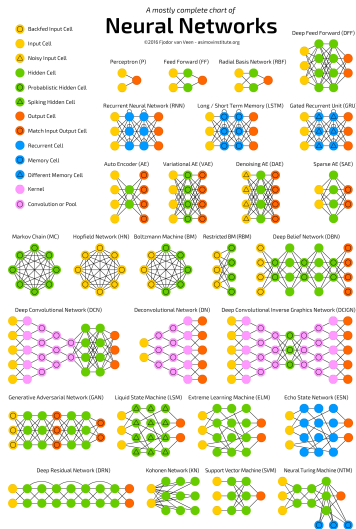 A mostly complete chart of
Neural Networks
©2016 Fjodor van Veen - asimovinstitute.org
Backfed Input Cell
Input Cell
Noisy Input Cell
Hidden Cell
Probablistic Hidden Cell
Spiking Hidden Cell
Output Cell
Match Input Output Cell
Recurrent Cell
Memory Cell
Different Memory Cell
Kernel
Convolution or Pool
Deep Feed Forward (DFF)
Perceptron (P)
Feed Forward (FF)
Radial Basis Network (RBF)
Recurrent Neural Network (RNN)
Long / Short Term Memory (LSTM)
Gated Recurrent Unit (GRU)
Auto Encoder (AE)
Variational AE (VAE)
Denoising AE (DAE)
Sparse AE (SAE)
Markov Chain (MC)
Hopfield Network (HN)
Boltzmann Machine (BM)
Restricted BM (RBM)
Deep Belief Network (DBN)
Deep Convolutional Network (DCN)
Deconvolutional Network (DN)
Deep Convolutional Inverse Graphics Network (DCIGN)
Generative Adversarial Network (GAN)
Liquid State Machine (LSM)
Extreme Learning Machine (ELM)
Echo State Network (ESN)
Deep Residual Network (DRN)
Kohonen Network (KN)
Support Vector Machine (SVM)
Neural Turing Machine (NTM)